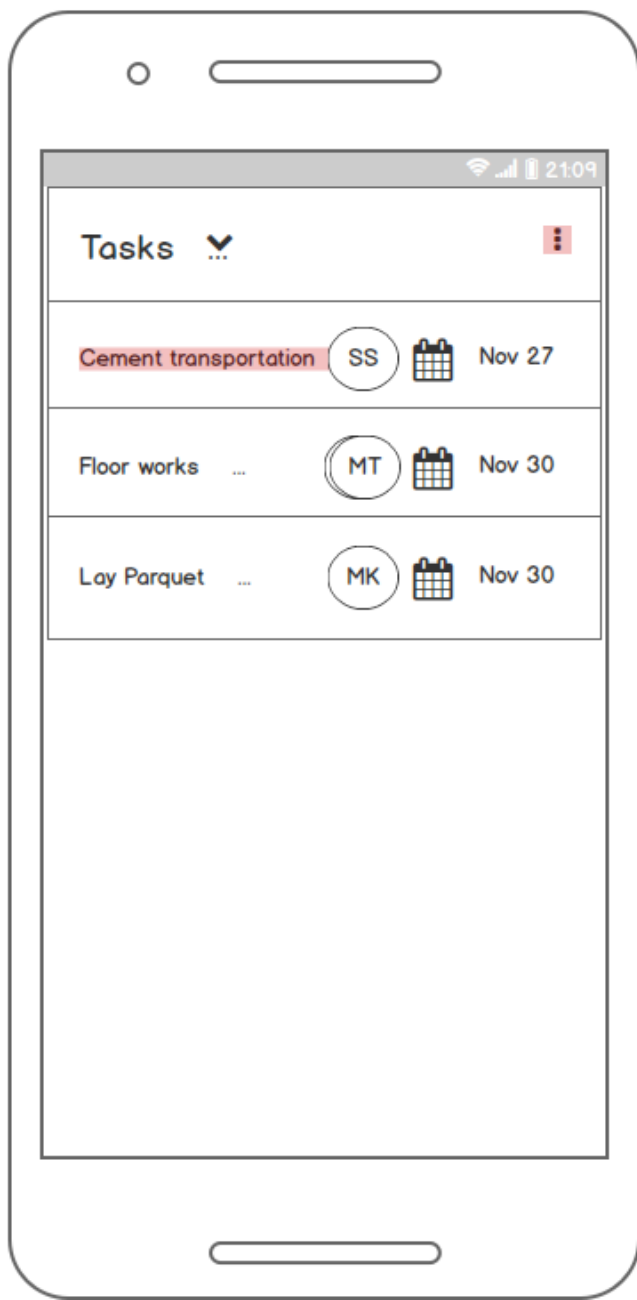 21:09
Tasks ...
Cement transportation SS Nov 27
Floor works ... MT Nov 30
Lay Parquet ... MK Nov 30